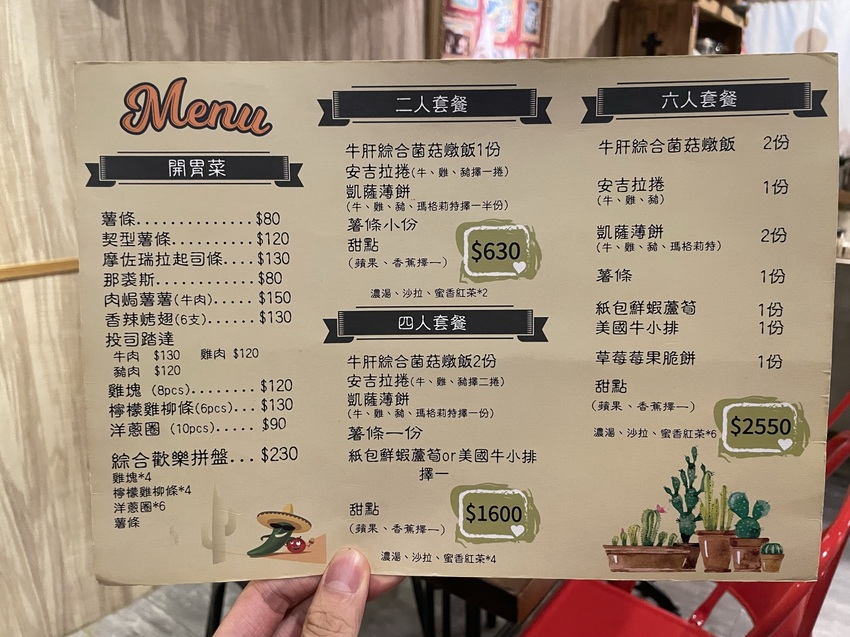 Menu
開胃菜
薯條..............$80
契型薯條..........$120
摩佐瑞拉起司條....$130
那裘斯............$80
肉焗薯薯(牛肉).....$150
香辣烤翅(6支)......$130
投司踏達
牛肉 $130 雞肉 $120
豬肉 $120
雞塊 (8pcs)........$120
檸檬雞柳條(6pcs)...$130
洋蔥圈 (10pcs).....$90
綜合歡樂拼盤...$230
雞塊*4
檸檬雞柳條*4
洋蔥圈*6
薯條
二人套餐
牛肝綜合菌菇燉飯1份
安吉拉捲(牛、雞、豬擇一捲)
凱薩薄餅
(牛、雞、豬、瑪格莉特擇一半份)
薯條小份
甜點
(蘋果、香蕉擇一)
$630
濃湯、沙拉、蜜香紅茶*2
四人套餐
牛肝綜合菌菇燉飯2份
安吉拉捲(牛、雞、豬擇二捲)
凱薩薄餅
(牛、雞、豬、瑪格莉特擇一份)
薯條一份
紙包鮮蝦蘆筍or美國牛小排
擇一
甜點
(蘋果、香蕉擇一)
$1600
濃湯、沙拉、蜜香紅茶*4
六人套餐
牛肝綜合菌菇燉飯 2份
安吉拉捲 1份
(牛、雞、豬)
凱薩薄餅 2份
(牛、雞、豬、瑪格莉特)
薯條 1份
紙包鮮蝦蘆筍 1份
美國牛小排 1份
草莓莓果脆餅 1份
甜點
(蘋果、香蕉擇一)
濃湯、沙拉、蜜香紅茶*6
$2550